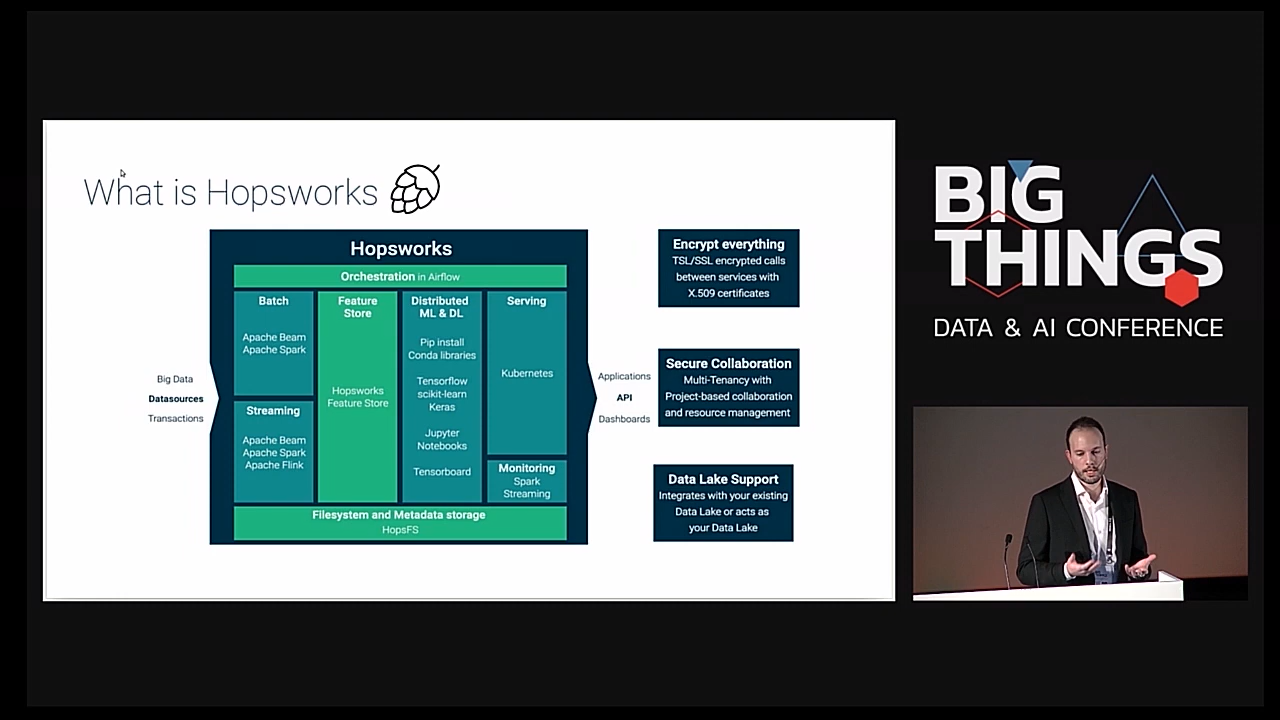 What is Hopsworks
Hopsworks
Orchestration in Airflow
Batch
Apache Beam
Apache Spark
Streaming
Apache Beam
Apache Spark
Apache Flink
Feature
Store
Hopsworks
Feature Store
Distributed
ML & DL
Pip install
Conda libraries
Tensorflow
scikit-learn
Keras
Jupyter
Notebooks
Tensorboard
Serving
Kubernetes
Monitoring
Spark
Streaming
Filesystem and Metadata storage
HopsFS
Big Data
Datasources
Transactions
Applications
API
Dashboards
Encrypt everything
TSL/SSL encrypted calls
between services with
X.509 certificates
Secure Collaboration
Multi-Tenancy with
Project-based collaboration
and resource management
Data Lake Support
Integrates with your existing
Data Lake or acts as
your Data Lake
BIG
THINGS
DATA & AI CONFERENCE